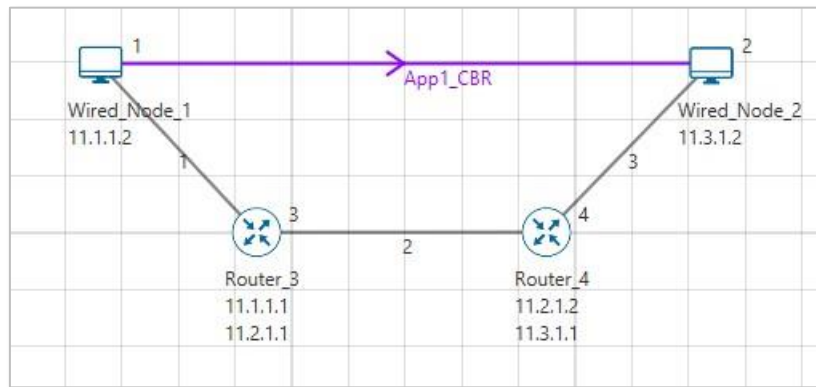 1
2
App1_CBR
Wired_Node_1
11.1.1.2
Wired_Node_2
11.3.1.2
1
3
3
4
2
Router_3
11.1.1.1
11.2.1.1
Router_4
11.2.1.2
11.3.1.1